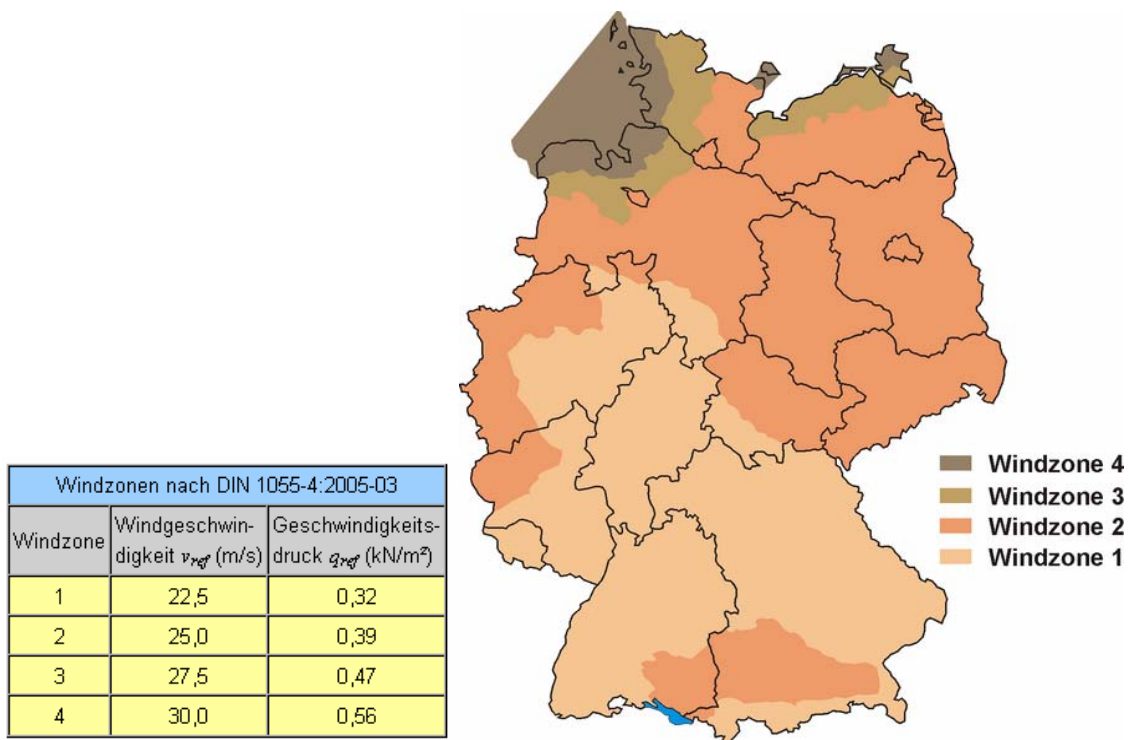 Windzonen nach DIN 1055-4:2005-03
Windzone
Windgeschwin-
digkeit vref (m/s)
Geschwindigkeits-
druck qref (kN/m²)
1 22,5 0,32
2 25,0 0,39
3 27,5 0,47
4 30,0 0,56
Windzone 4
Windzone 3
Windzone 2
Windzone 1